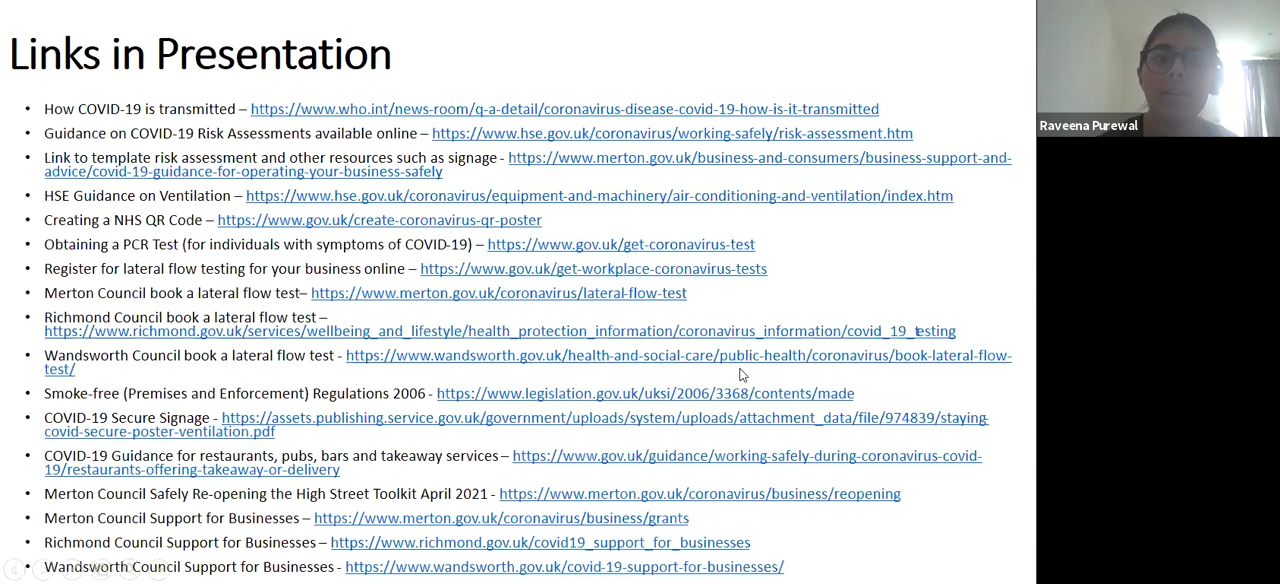 Links in Presentation
• How COVID-19 is transmitted – https://www.who.int/news-room/q-a-detail/coronavirus-disease-covid-19-how-is-it-transmitted
• Guidance on COVID-19 Risk Assessments available online – https://www.hse.gov.uk/coronavirus/working-safely/risk-assessment.htm
• Link to template risk assessment and other resources such as signage - https://www.merton.gov.uk/business-and-consumers/business-support-and-
advice/covid-19-guidance-for-operating-your-business-safely
• HSE Guidance on Ventilation – https://www.hse.gov.uk/coronavirus/equipment-and-machinery/air-conditioning-and-ventilation/index.htm
• Creating a NHS QR Code – https://www.gov.uk/create-coronavirus-qr-poster
• Obtaining a PCR Test (for individuals with symptoms of COVID-19) – https://www.gov.uk/get-coronavirus-test
• Register for lateral flow testing for your business online – https://www.gov.uk/get-workplace-coronavirus-tests
• Merton Council book a lateral flow test– https://www.merton.gov.uk/coronavirus/lateral-flow-test
• Richmond Council book a lateral flow test –
https://www.richmond.gov.uk/services/wellbeing_and_lifestyle/health_protection_information/coronavirus_information/covid_19_testing
• Wandsworth Council book a lateral flow test - https://www.wandsworth.gov.uk/health-and-social-care/public-health/coronavirus/book-lateral-flow-
test/
• Smoke-free (Premises and Enforcement) Regulations 2006 - https://www.legislation.gov.uk/uksi/2006/3368/contents/made
• COVID-19 Secure Signage - https://assets.publishing.service.gov.uk/government/uploads/system/uploads/attachment_data/file/974839/staying-
covid-secure-poster-ventilation.pdf
• COVID-19 Guidance for restaurants, pubs, bars and takeaway services – https://www.gov.uk/guidance/working-safely-during-coronavirus-covid-
19/restaurants-offering-takeaway-or-delivery
• Merton Council Safely Re-opening the High Street Toolkit April 2021 - https://www.merton.gov.uk/coronavirus/business/reopening
• Merton Council Support for Businesses – https://www.merton.gov.uk/coronavirus/business/grants
• Richmond Council Support for Businesses – https://www.richmond.gov.uk/covid19_support_for_businesses
• Wandsworth Council Support for Businesses - https://www.wandsworth.gov.uk/covid-19-support-for-businesses/
Raveena Purewal